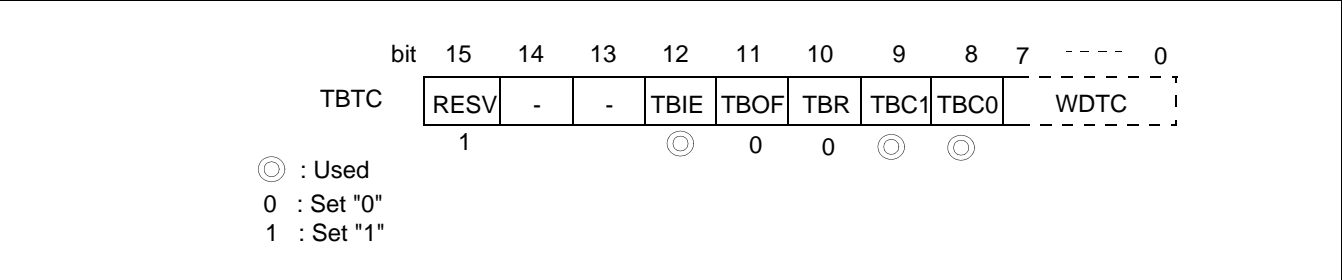 bit 15 14 13 12 11 10 9 8 7 ---- 0
TBTC RESV - - TBIE TBOF TBR TBC1 TBC0 WDTC
1 ◎ 0 0 ◎ ◎
◎ : Used
0 : Set "0"
1 : Set "1"